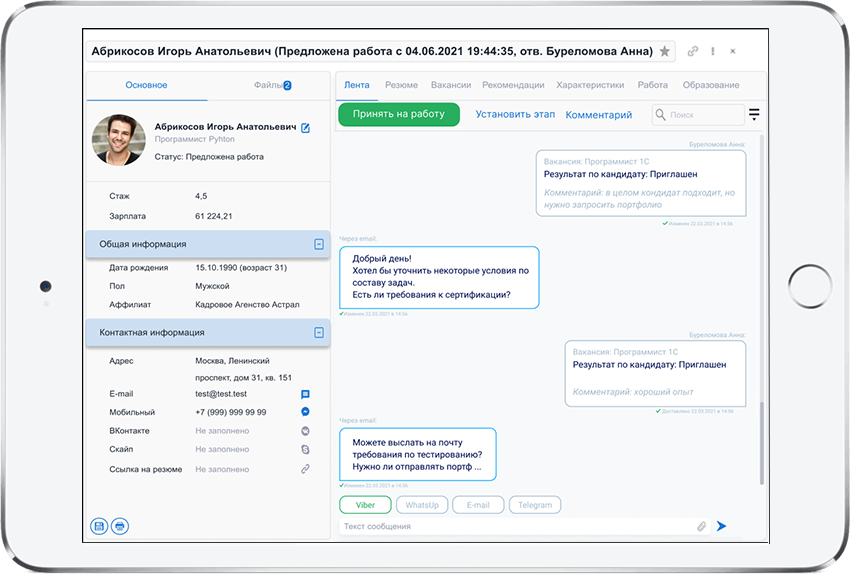 Абрикосов Игорь Анатольевич (Предложена работа с 04.06.2021 19:44:35, отв. Буреломова Анна)
Основное
Файлы 2
Абрикосов Игорь Анатольевич
Программист Pyhton
Статус: Предложена работа
Стаж 4,5
Зарплата 61 224,21
Общая информация
Дата рождения 15.10.1990 (возраст 31)
Пол Мужской
Аффилиат Кадровое Агенство Астрал
Контактная информация
Адрес Москва, Ленинский
проспект, дом 31, кв. 151
E-mail test@test.test
Мобильный +7 (999) 999 99 99
ВКонтакте Не заполнено
Скайп Не заполнено
Ссылка на резюме Не заполнено
Лента Резюме Вакансии Рекомендации Характеристики Работа Образование
Принять на работу Установить этап Комментарий Поиск
Буреломова Анна:
Вакансия: Программист 1С
Результат по кандидату: Приглашен
Комментарий: в целом кондидат подходит, но
нужно запросить портфолио
Изменен 22.03.2021 в 14:56
Через email:
Добрый день!
Хотел бы уточнить некоторые условия по
составу задач.
Есть ли требования к сертификации?
Изменен 22.03.2021 в 14:56
Буреломова Анна:
Вакансия: Программист 1С
Результат по кандидату: Приглашен
Комментарий: хороший опыт
Доставлено 22.03.2021 в 14:56
Через email:
Можете выслать на почту
требования по тестированию?
Нужно ли отправлять портф ...
Изменен 22.03.2021 в 14:56
Viber WhatsUp E-mail Telegram
Текст сообщения